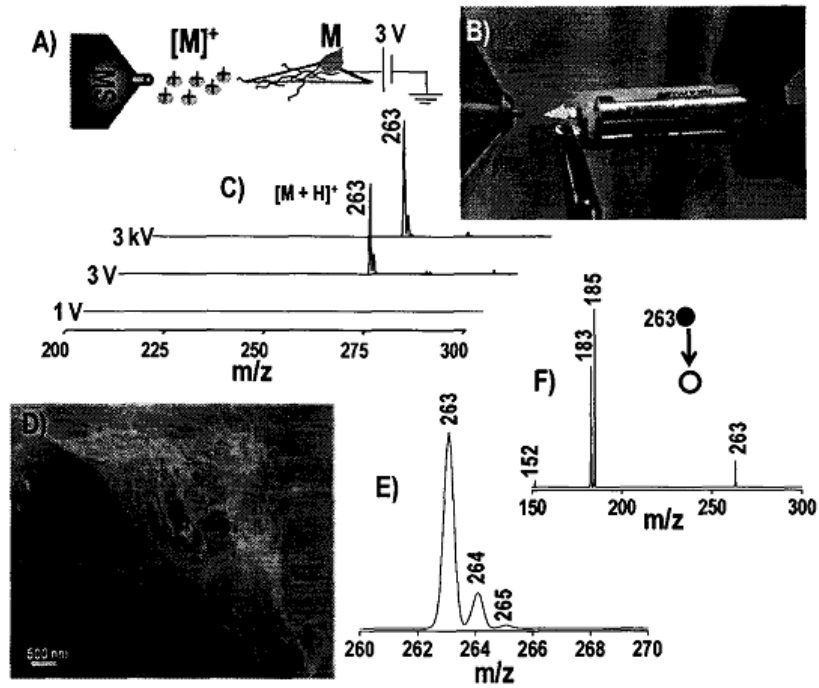 A)
[M]+
M
3 V
MS
B)
263
C)
[M + H]+
263
3 kV
3 V
1 V
200 225 250 275 300
m/z
D)
500 nm
E)
263
264
265
260 262 264 266 268 270
m/z
F)
185
183
263
152
263
150 200 250 300
m/z